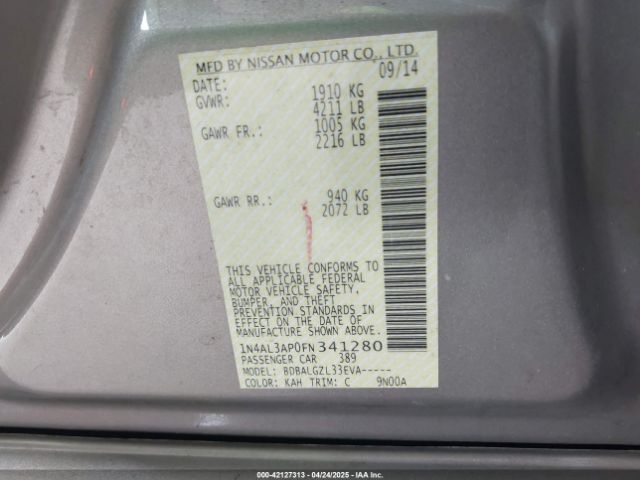 MFD BY NISSAN MOTOR CO., LTD.
DATE: 09/14
GVWR: 1910 KG
4211 LB
GAWR FR.: 1005 KG
2216 LB
GAWR RR.: 940 KG
2072 LB
THIS VEHICLE CONFORMS TO
ALL APPLICABLE FEDERAL
MOTOR VEHICLE SAFETY,
BUMPER, AND THEFT
PREVENTION STANDARDS IN
EFFECT ON THE DATE OF
MANUFACTURE SHOWN ABOVE.
1N4AL3AP0FN341280
PASSENGER CAR 389
MODEL: BDBALGZL33EVA-----
COLOR: KAH TRIM: C 9N00A
000-42127313 - 04/24/2025 - IAAI.com